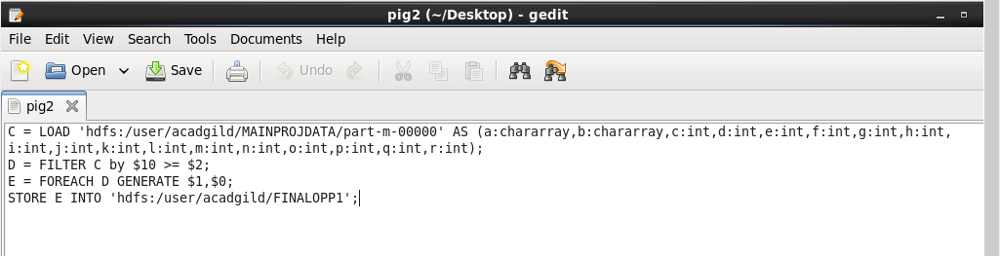 pig2 (~/Desktop) - gedit
File Edit View Search Tools Documents Help
Open Save Undo
pig2
C = LOAD 'hdfs:/user/acadgild/MAINPROJDATA/part-m-00000' AS (a:chararray,b:chararray,c:int,d:int,e:int,f:int,g:int,h:int,
i:int,j:int,k:int,l:int,m:int,n:int,o:int,p:int,q:int,r:int);
D = FILTER C by $10 >= $2;
E = FOREACH D GENERATE $1,$0;
STORE E INTO 'hdfs:/user/acadgild/FINALOPP1';